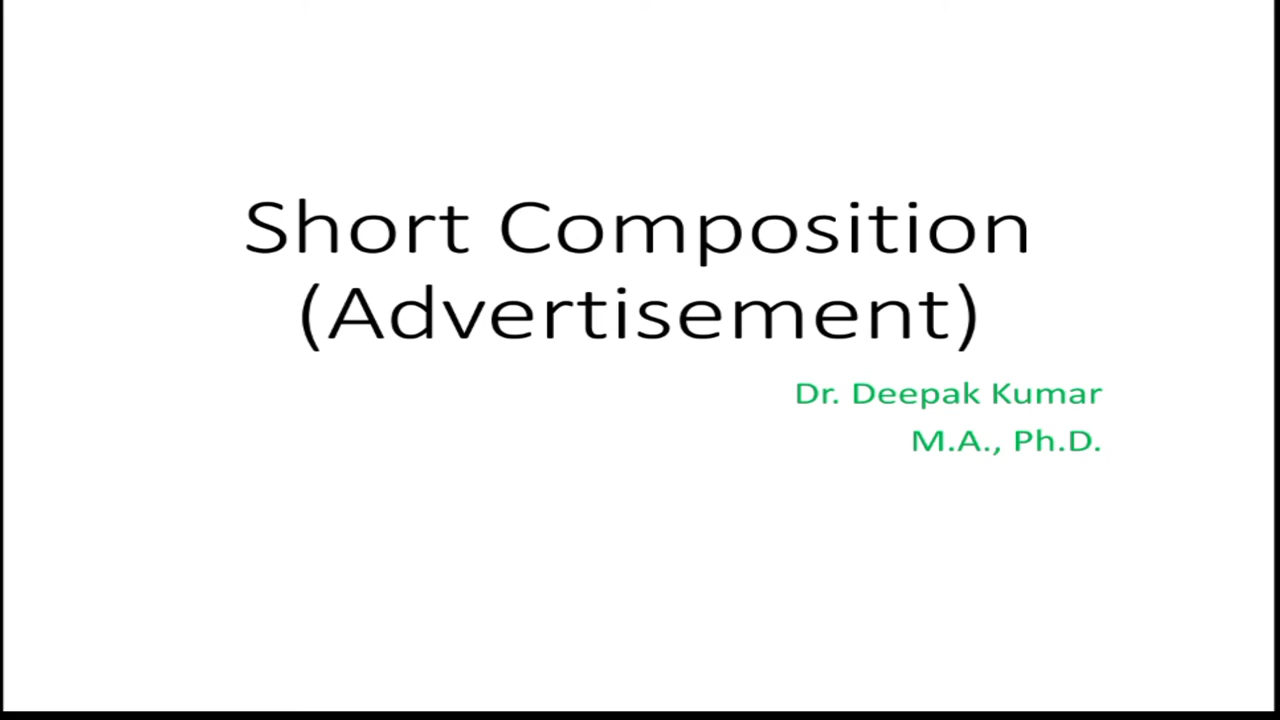 Short Composition
(Advertisement)
Dr. Deepak Kumar
M.A., Ph.D.